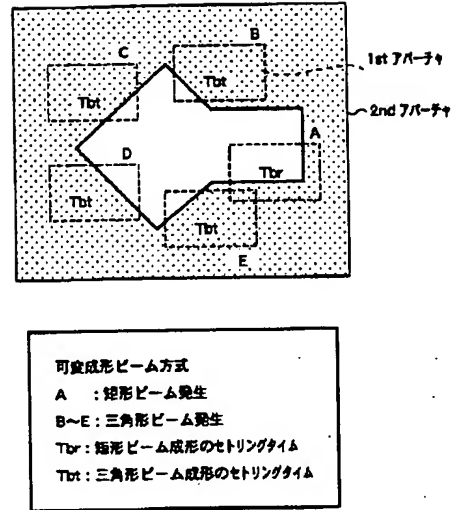 C
B
1st アパーチャ
Tbt
Tbt
2nd アパーチャ
A
D
Tbr
Tbt
Tbt
E
可変成形ビーム方式
A :矩形ビーム発生
B~E:三角形ビーム発生
Tbr:矩形ビーム成形のセトリングタイム
Tbt:三角形ビーム成形のセトリングタイム